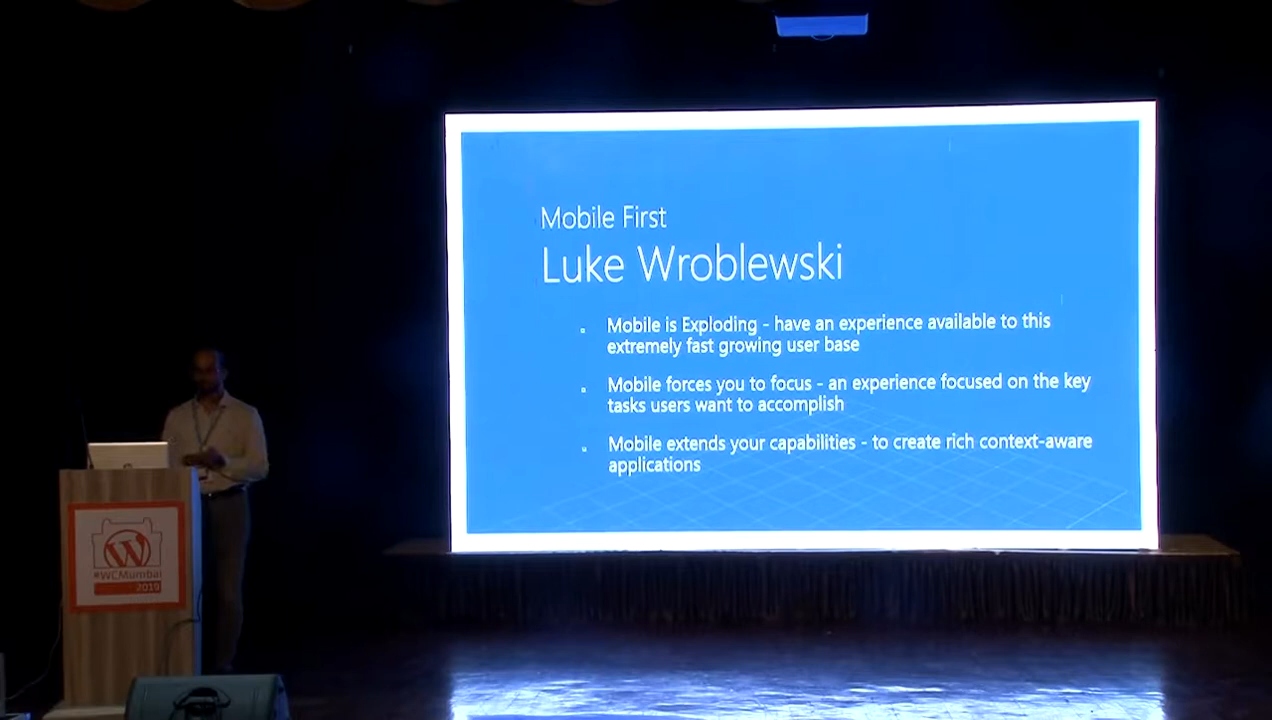 Mobile First
Luke Wroblewski
Mobile is Exploding - have an experience available to this
extremely fast growing user base
Mobile forces you to focus - an experience focused on the key
tasks users want to accomplish
Mobile extends your capabilities - to create rich context-aware
applications
#WCMumbai
2019